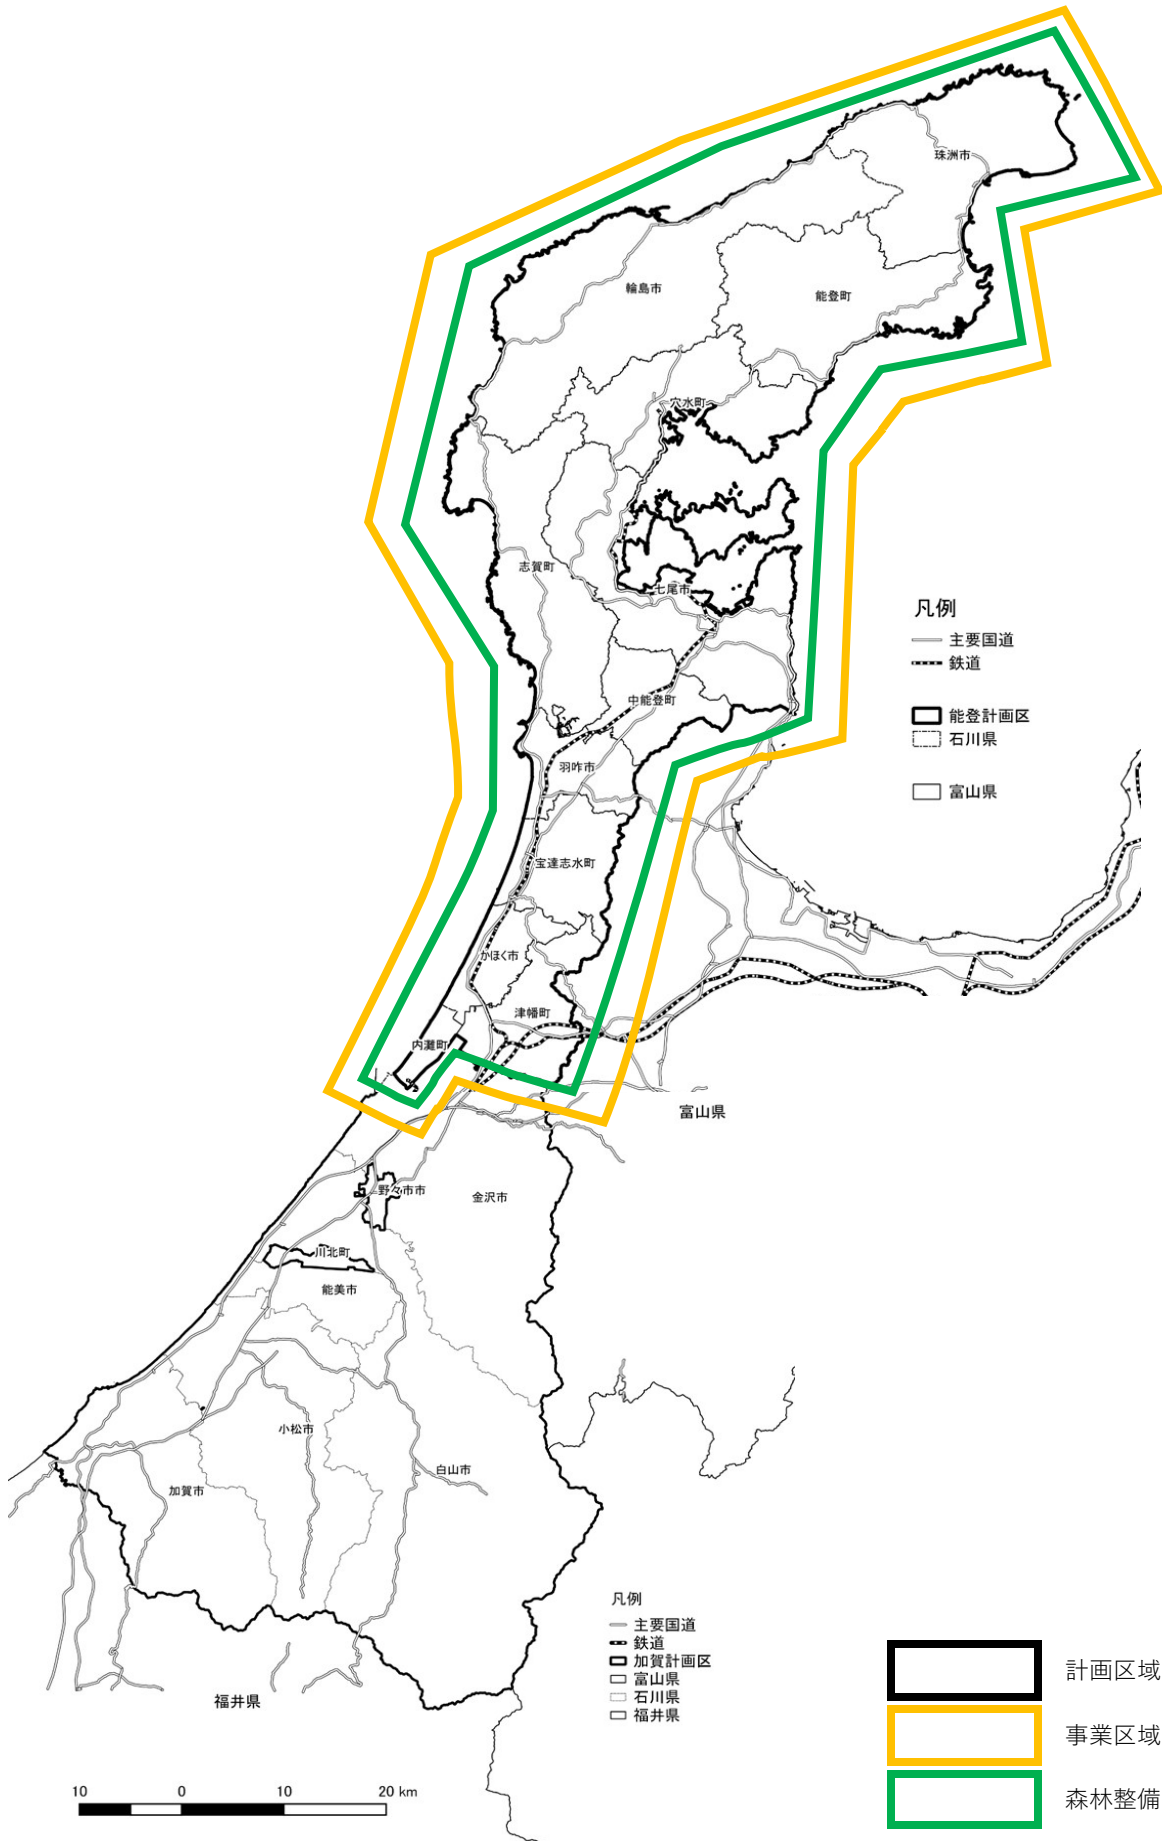 珠洲市
輪島市
能登町
穴水町
志賀町
七尾市
凡例
主要国道
鉄道
能登計画区
石川県
富山県
中能登町
羽咋市
宝達志水町
かほく市
津幡町
内灘町
富山県
野々市市
金沢市
川北町
能美市
小松市
白山市
加賀市
福井県
凡例
主要国道
鉄道
加賀計画区
富山県
石川県
福井県
計画区域
事業区域
森林整備
10 0 10 20 km